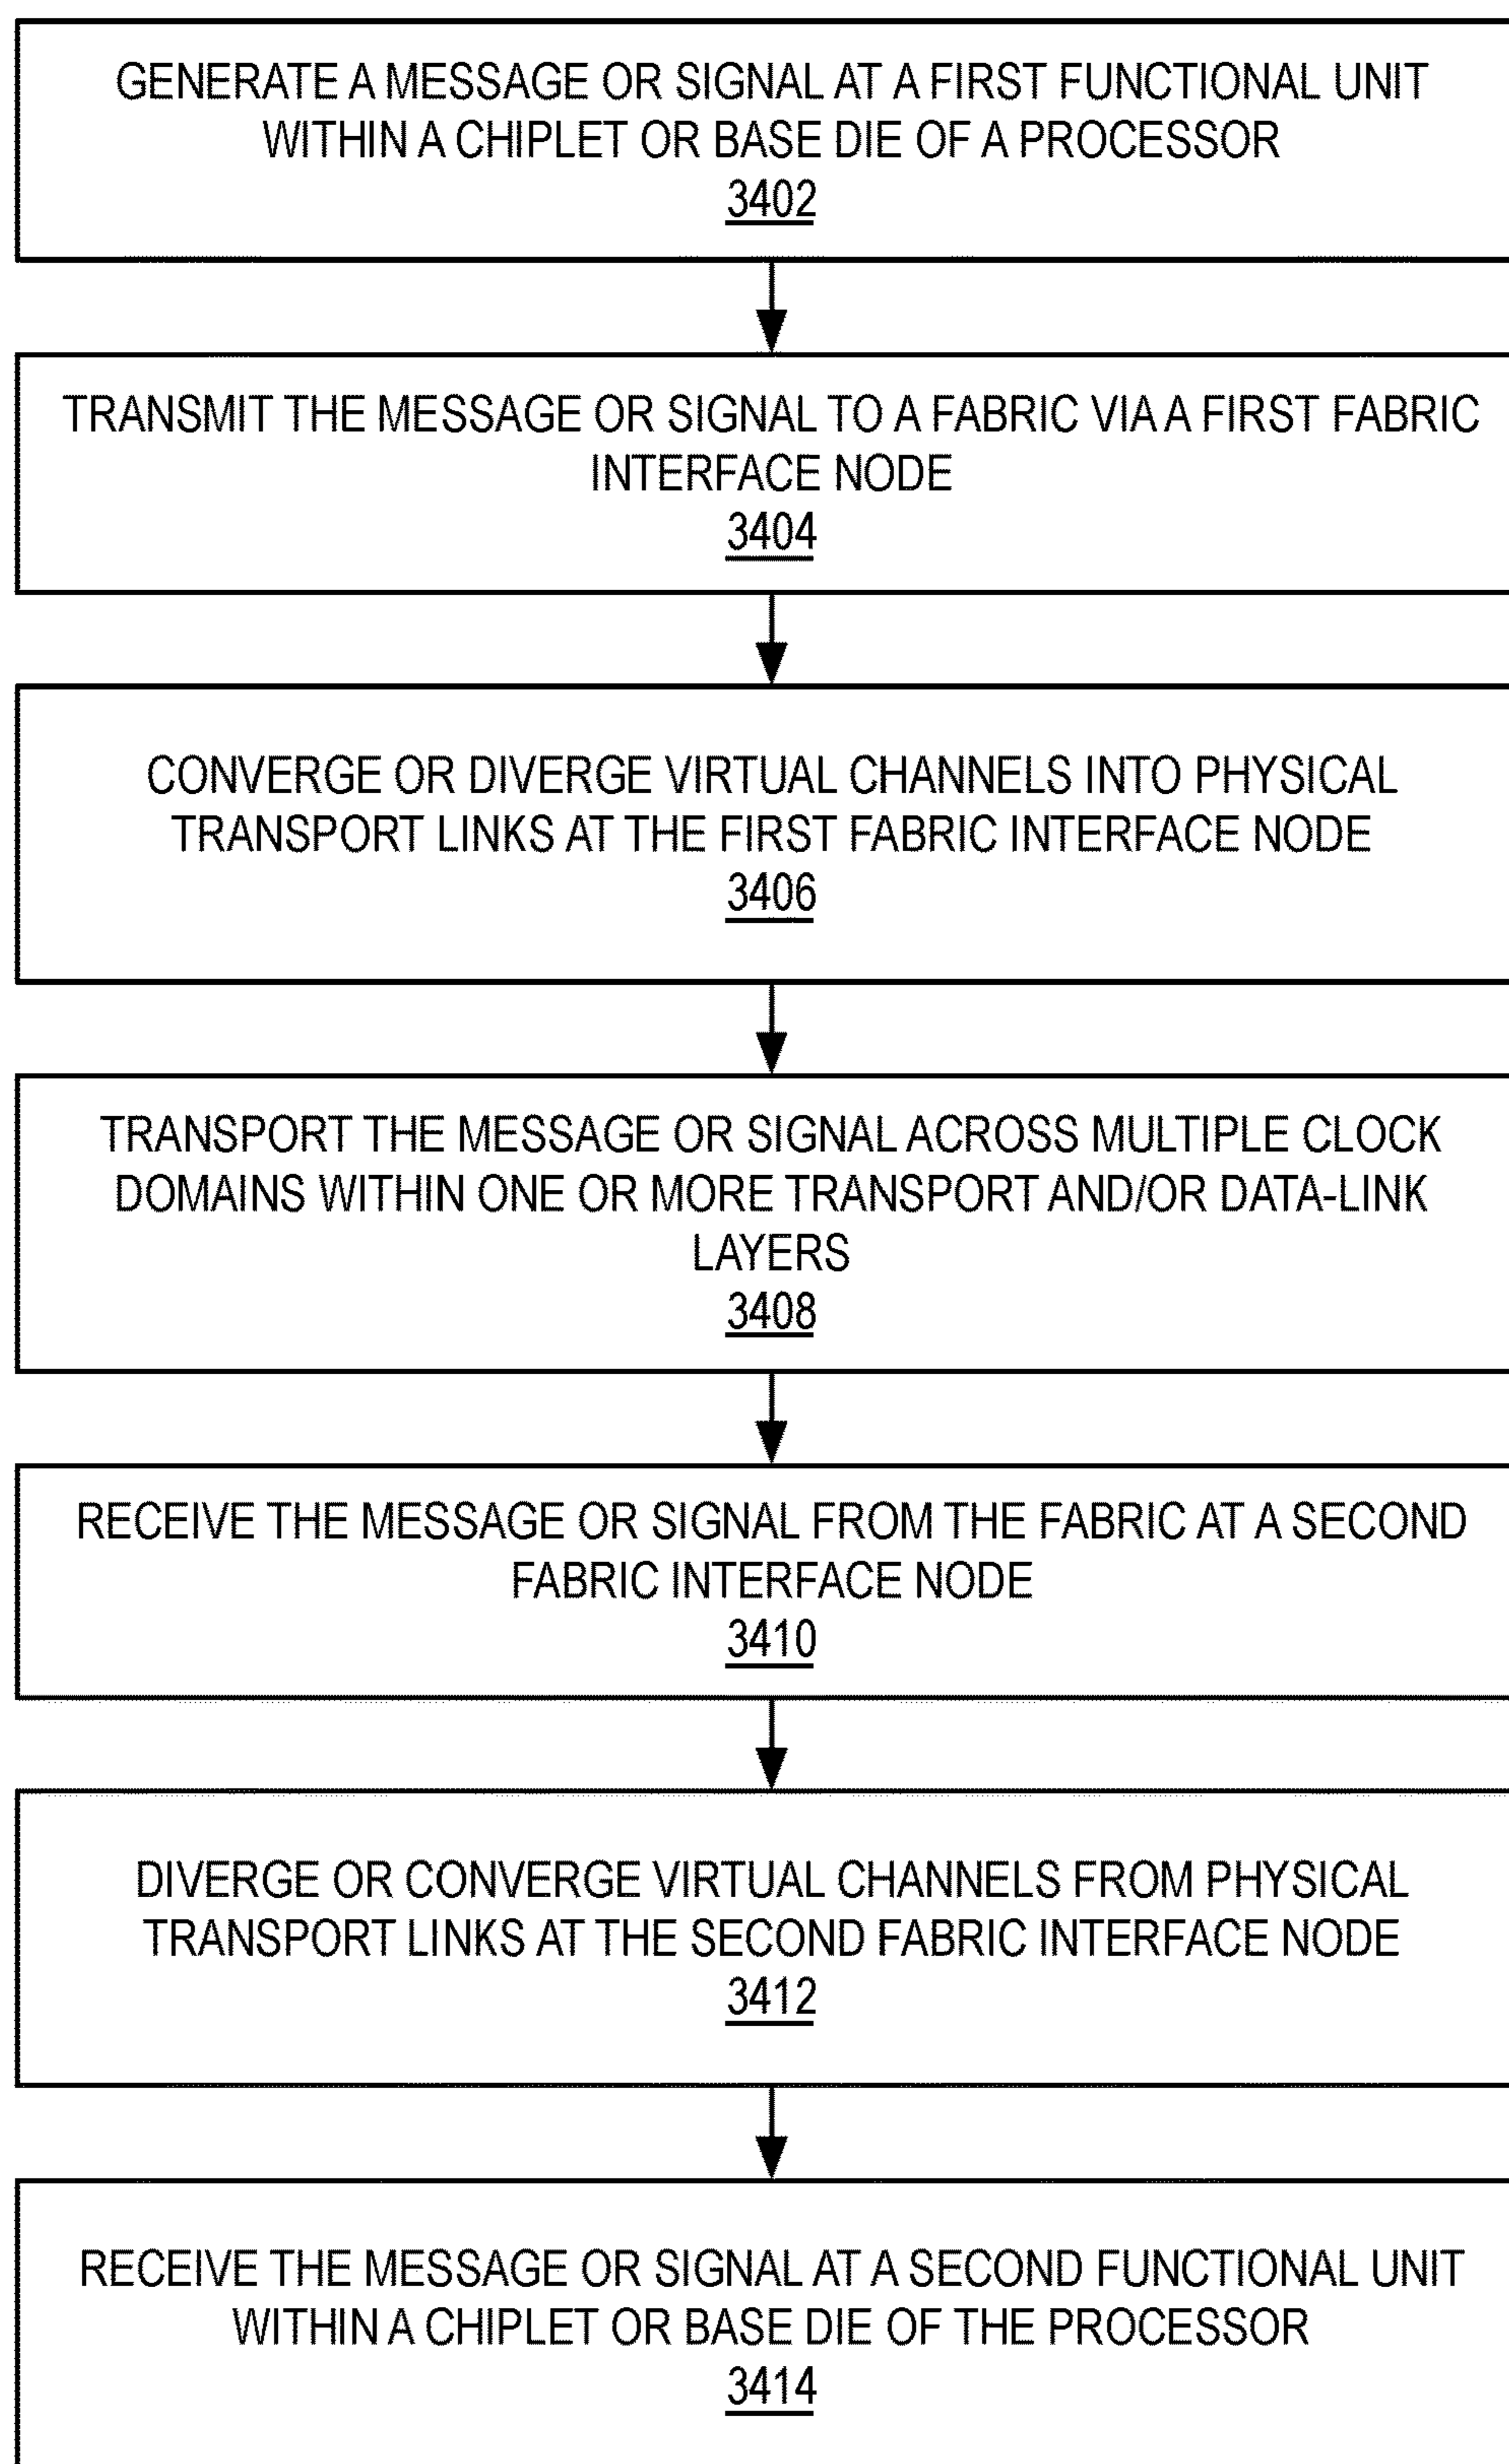 GENERATE A MESSAGE OR SIGNAL AT A FIRST FUNCTIONAL UNIT
WITHIN A CHIPLET OR BASE DIE OF A PROCESSOR
3402
TRANSMIT THE MESSAGE OR SIGNAL TO A FABRIC VIA A FIRST FABRIC
INTERFACE NODE
3404
CONVERGE OR DIVERGE VIRTUAL CHANNELS INTO PHYSICAL
TRANSPORT LINKS AT THE FIRST FABRIC INTERFACE NODE
3406
TRANSPORT THE MESSAGE OR SIGNAL ACROSS MULTIPLE CLOCK
DOMAINS WITHIN ONE OR MORE TRANSPORT AND/OR DATA-LINK
LAYERS
3408
RECEIVE THE MESSAGE OR SIGNAL FROM THE FABRIC AT A SECOND
FABRIC INTERFACE NODE
3410
DIVERGE OR CONVERGE VIRTUAL CHANNELS FROM PHYSICAL
TRANSPORT LINKS AT THE SECOND FABRIC INTERFACE NODE
3412
RECEIVE THE MESSAGE OR SIGNAL AT A SECOND FUNCTIONAL UNIT
WITHIN A CHIPLET OR BASE DIE OF THE PROCESSOR
3414